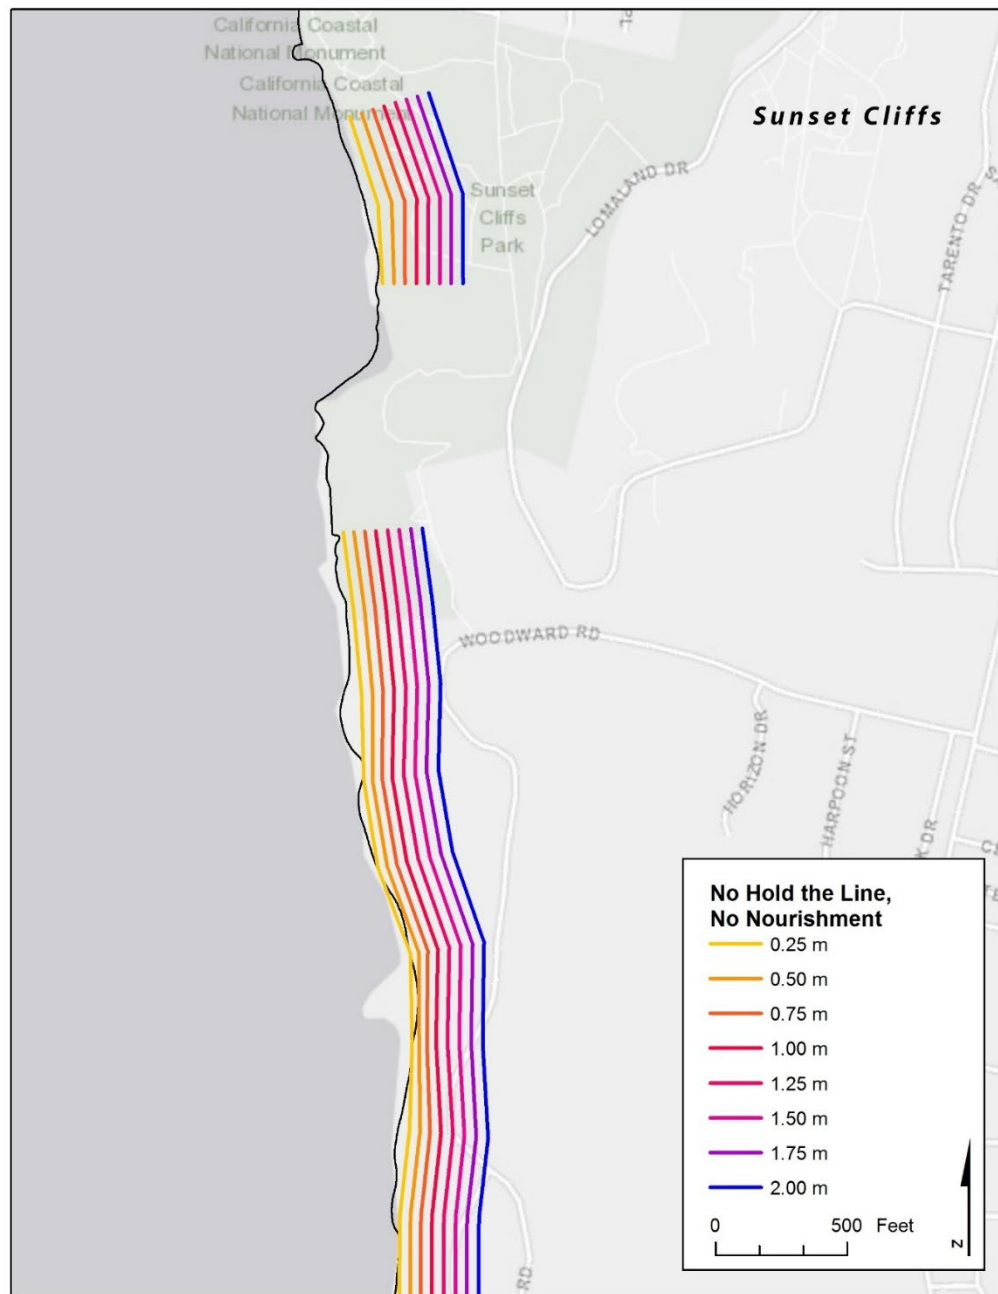 California Coastal
National Monument
California Coastal
National Monument
Sunset Cliffs
LOMALAND DR
Sunset
Cliffs
Park
TARENTO DR
WOODWARD RD
HORIZON DR
HARPOON ST
K DR
No Hold the Line,
No Nourishment
0.25 m
0.50 m
0.75 m
1.00 m
1.25 m
1.50 m
1.75 m
2.00 m
0 500 Feet
Z
RD